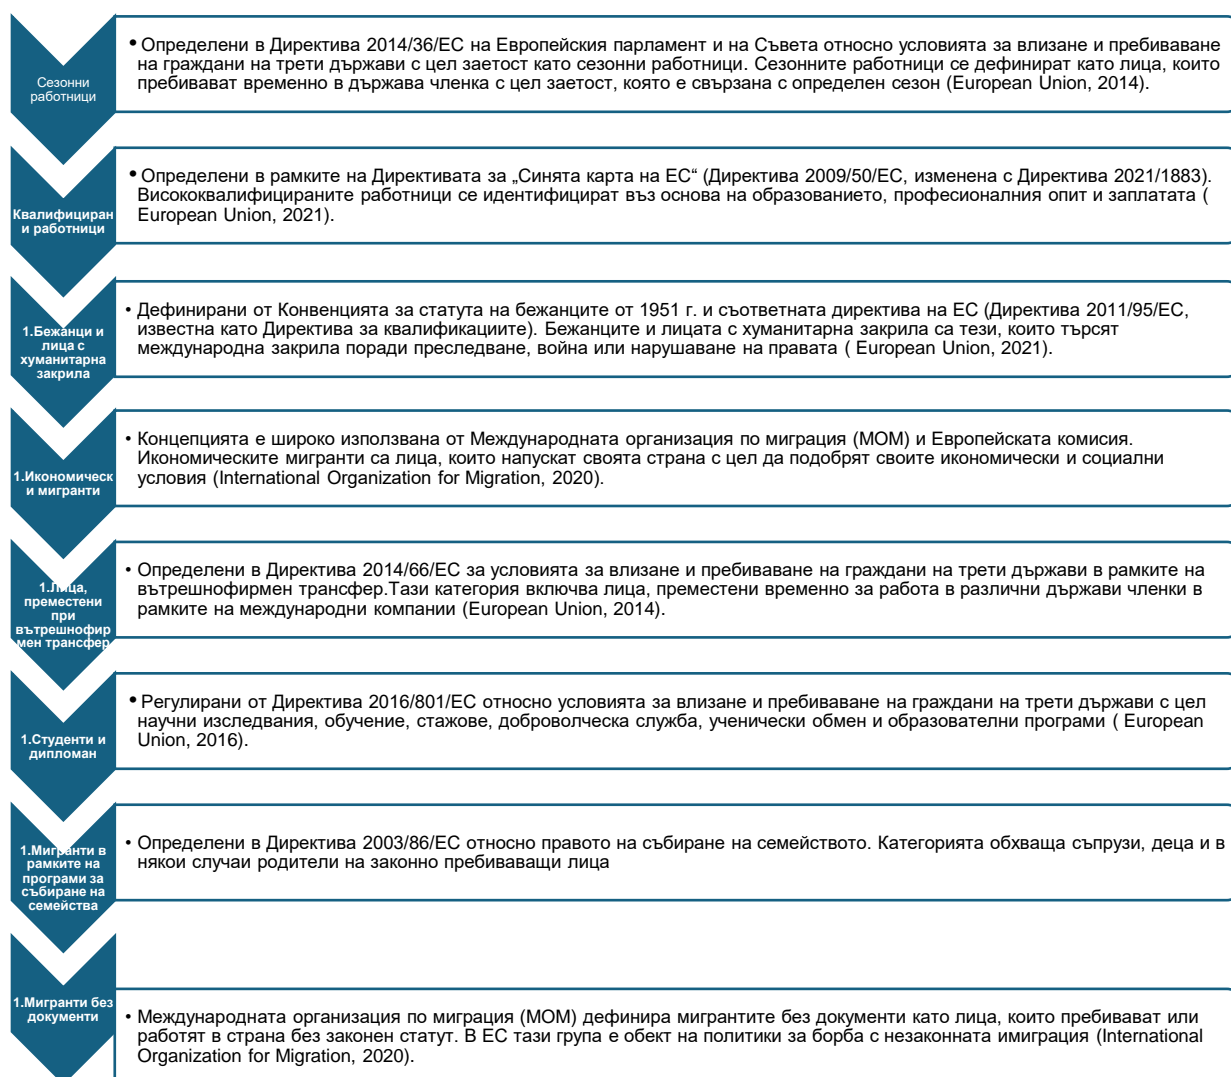 Сезонни
работници
• Определени в Директива 2014/36/ЕС на Европейския парламент и на Съвета относно условията за влизане и пребиваване
на граждани на трети държави с цел заетост като сезонни работници. Сезонните работници се дефинират като лица, които
пребивават временно в държава членка с цел заетост, която е свързана с определен сезон (European Union, 2014).
Квалифициран
и работници
• Определени в рамките на Директивата за „Синята карта на ЕС“ (Директива 2009/50/ЕС, изменена с Директива 2021/1883).
Висококвалифицираните работници се идентифицират въз основа на образованието, професионалния опит и заплатата (
European Union, 2021).
1.Бежанци и
лица с
хуманитарна
закрила
• Дефинирани от Конвенцията за статута на бежанците от 1951 г. и съответната директива на ЕС (Директива 2011/95/ЕС,
известна като Директива за квалификациите). Бежанците и лицата с хуманитарна закрила са тези, които търсят
международна закрила поради преследване, война или нарушаване на правата ( European Union, 2021).
1.Икономическ
и мигранти
• Концепцията е широко използвана от Международната организация по миграция (МОМ) и Европейската комисия.
Икономическите мигранти са лица, които напускат своята страна с цел да подобрят своите икономически и социални
условия (International Organization for Migration, 2020).
1.Лица,
преместени
при
вътрешнофир
мен трансфер
• Определени в Директива 2014/66/ЕС за условията за влизане и пребиваване на граждани на трети държави в рамките на
вътрешнофирмен трансфер.Тази категория включва лица, преместени временно за работа в различни държави членки в
рамките на международни компании (European Union, 2014).
1.Студенти и
дипломан
• Регулирани от Директива 2016/801/ЕС относно условията за влизане и пребиваване на граждани на трети държави с цел
научни изследвания, обучение, стажове, доброволческа служба, ученически обмен и образователни програми ( European
Union, 2016).
1.Мигранти в
рамките на
програми за
събиране на
семейства
• Определени в Директива 2003/86/ЕС относно правото на събиране на семейството. Категорията обхваща съпрузи, деца и в
някои случаи родители на законно пребиваващи лица
1.Мигранти без
документи
• Международната организация по миграция (МОМ) дефинира мигрантите без документи като лица, които пребивават или
работят в страна без законен статут. В ЕС тази група е обект на политики за борба с незаконната имиграция (International
Organization for Migration, 2020).